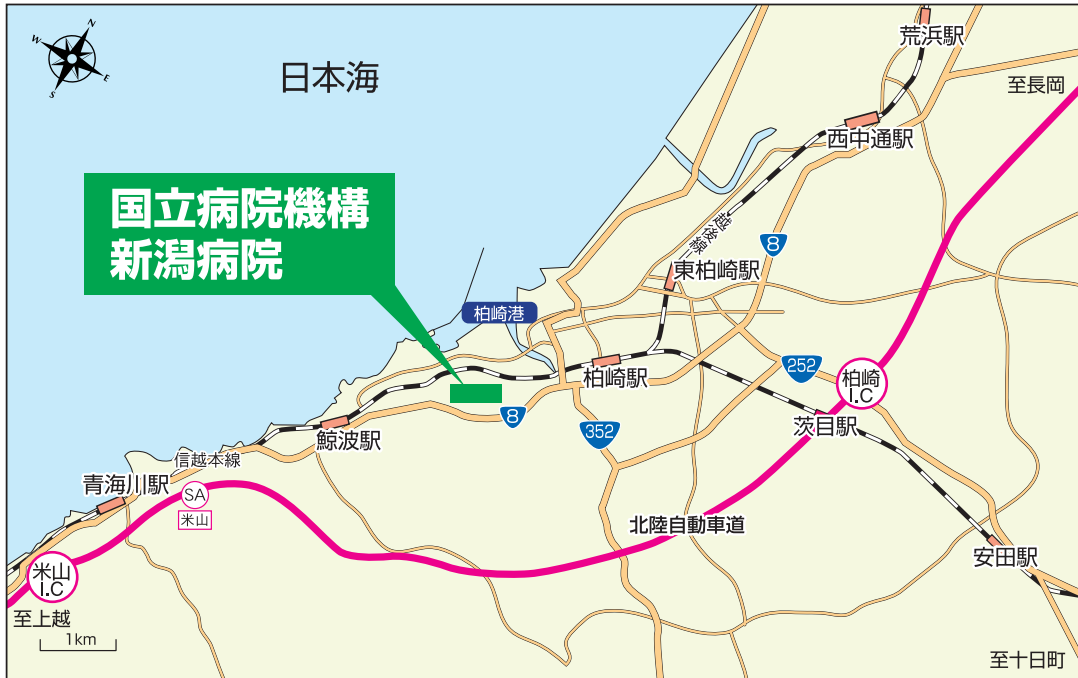 N
W
E
S
日本海
荒浜駅
至長岡
西中通駅
国立病院機構
新潟病院
越後線
8
東柏崎駅
柏崎港
柏崎駅
252
柏崎
I.C
8
352
茨目駅
鯨波駅
信越本線
青海川駅
SA
米山
北陸自動車道
安田駅
米山
I.C
至上越
1km
至十日町